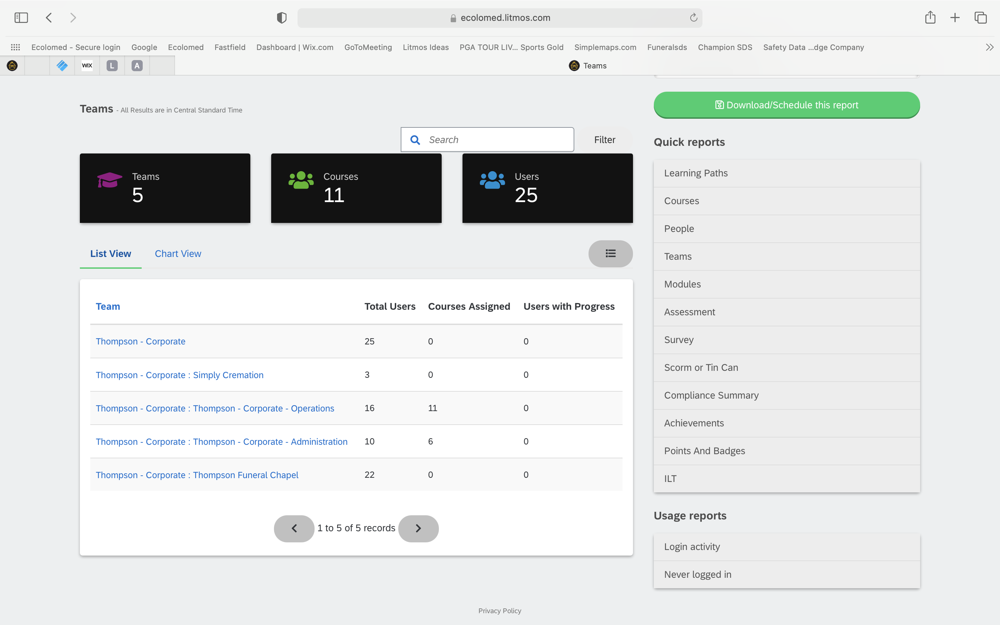 ecolomed.litmos.com
Ecolomed - Secure login Google Ecolomed Fastfield Dashboard | Wix.com GoToMeeting Litmos Ideas PGA TOUR LIV... Sports Gold Simplemaps.com Funeralsds Champion SDS Safety Data ...dge Company
WIX L A Teams
Teams - All Results are in Central Standard Time
Search Filter
Teams
5
Courses
11
Users
25
List View Chart View
Team Total Users Courses Assigned Users with Progress
Thompson - Corporate 25 0 0
Thompson - Corporate : Simply Cremation 3 0 0
Thompson - Corporate : Thompson - Corporate - Operations 16 11 0
Thompson - Corporate : Thompson - Corporate - Administration 10 6 0
Thompson - Corporate : Thompson Funeral Chapel 22 0 0
1 to 5 of 5 records
Download/Schedule this report
Quick reports
Learning Paths
Courses
People
Teams
Modules
Assessment
Survey
Scorm or Tin Can
Compliance Summary
Achievements
Points And Badges
ILT
Usage reports
Login activity
Never logged in
Privacy Policy